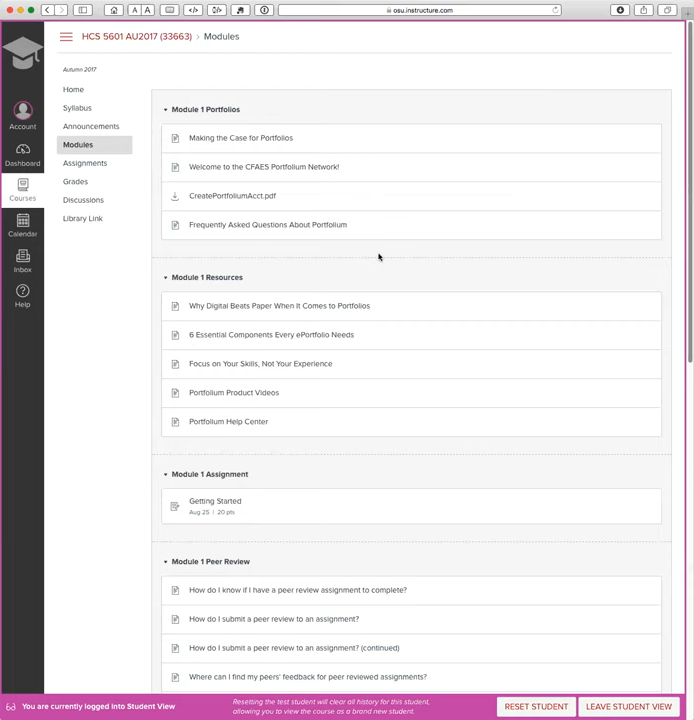 A A
osu.instructure.com
HCS 5601 AU2017 (33663) > Modules
Autumn 2017
Home
Syllabus
Announcements
Modules
Assignments
Grades
Discussions
Library Link
Account
Dashboard
Courses
Calendar
Inbox
Help
Module 1 Portfolios
Making the Case for Portfolios
Welcome to the CFAES Portfolium Network!
CreatePortfoliumAcct.pdf
Frequently Asked Questions About Portfolium
Module 1 Resources
Why Digital Beats Paper When It Comes to Portfolios
6 Essential Components Every ePortfolio Needs
Focus on Your Skills, Not Your Experience
Portfolium Product Videos
Portfolium Help Center
Module 1 Assignment
Getting Started
Aug 25 | 20 pts
Module 1 Peer Review
How do I know if I have a peer review assignment to complete?
How do I submit a peer review to an assignment?
How do I submit a peer review to an assignment? (continued)
Where can I find my peers' feedback for peer reviewed assignments?
You are currently logged into Student View
Resetting the test student will clear all history for this student,
allowing you to view the course as a brand new student.
RESET STUDENT
LEAVE STUDENT VIEW